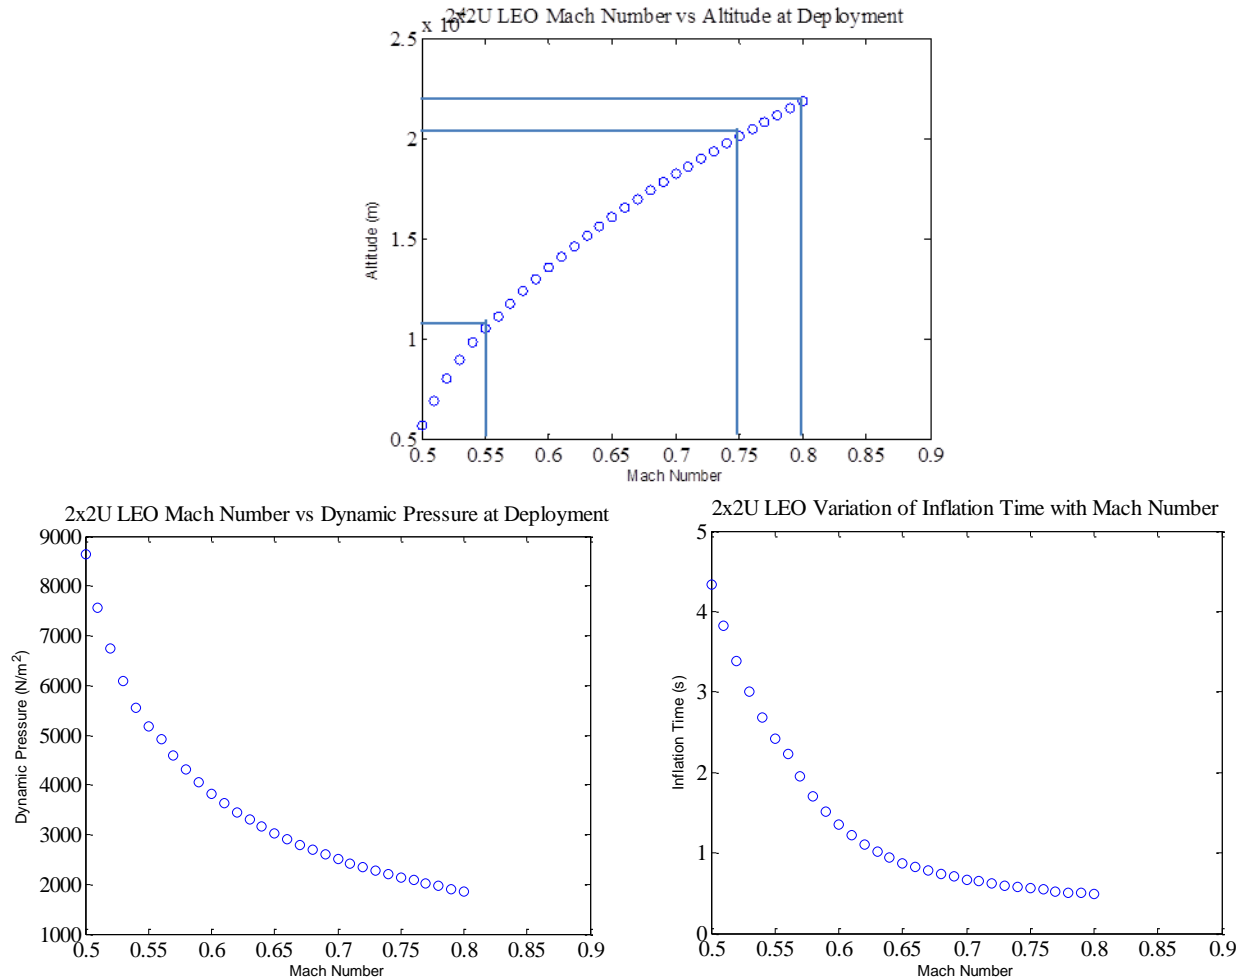 2x2U LEO Mach Number vs Altitude at Deployment
x 10
2.5
2
1.5
1
0.5
Altitude (m)
0.5 0.55 0.6 0.65 0.7 0.75 0.8 0.85 0.9
Mach Number
2x2U LEO Mach Number vs Dynamic Pressure at Deployment
9000
8000
7000
6000
5000
4000
3000
2000
1000
Dynamic Pressure (N/m²)
0.5 0.55 0.6 0.65 0.7 0.75 0.8 0.85 0.9
Mach Number
2x2U LEO Variation of Inflation Time with Mach Number
5
4
3
2
1
0
Inflation Time (s)
0.5 0.55 0.6 0.65 0.7 0.75 0.8 0.85 0.9
Mach Number